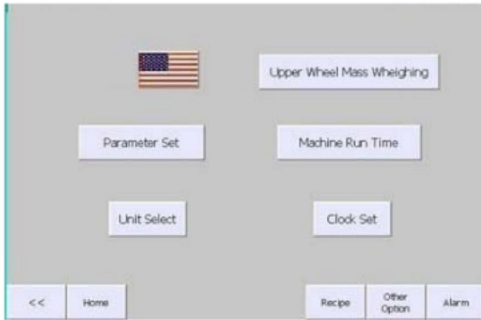 Upper Wheel Mass Wheighing
Parameter Set
Machine Run Time
Unit Select
Clock Set
<<
Home
Recipe
Other
Option
Alarm